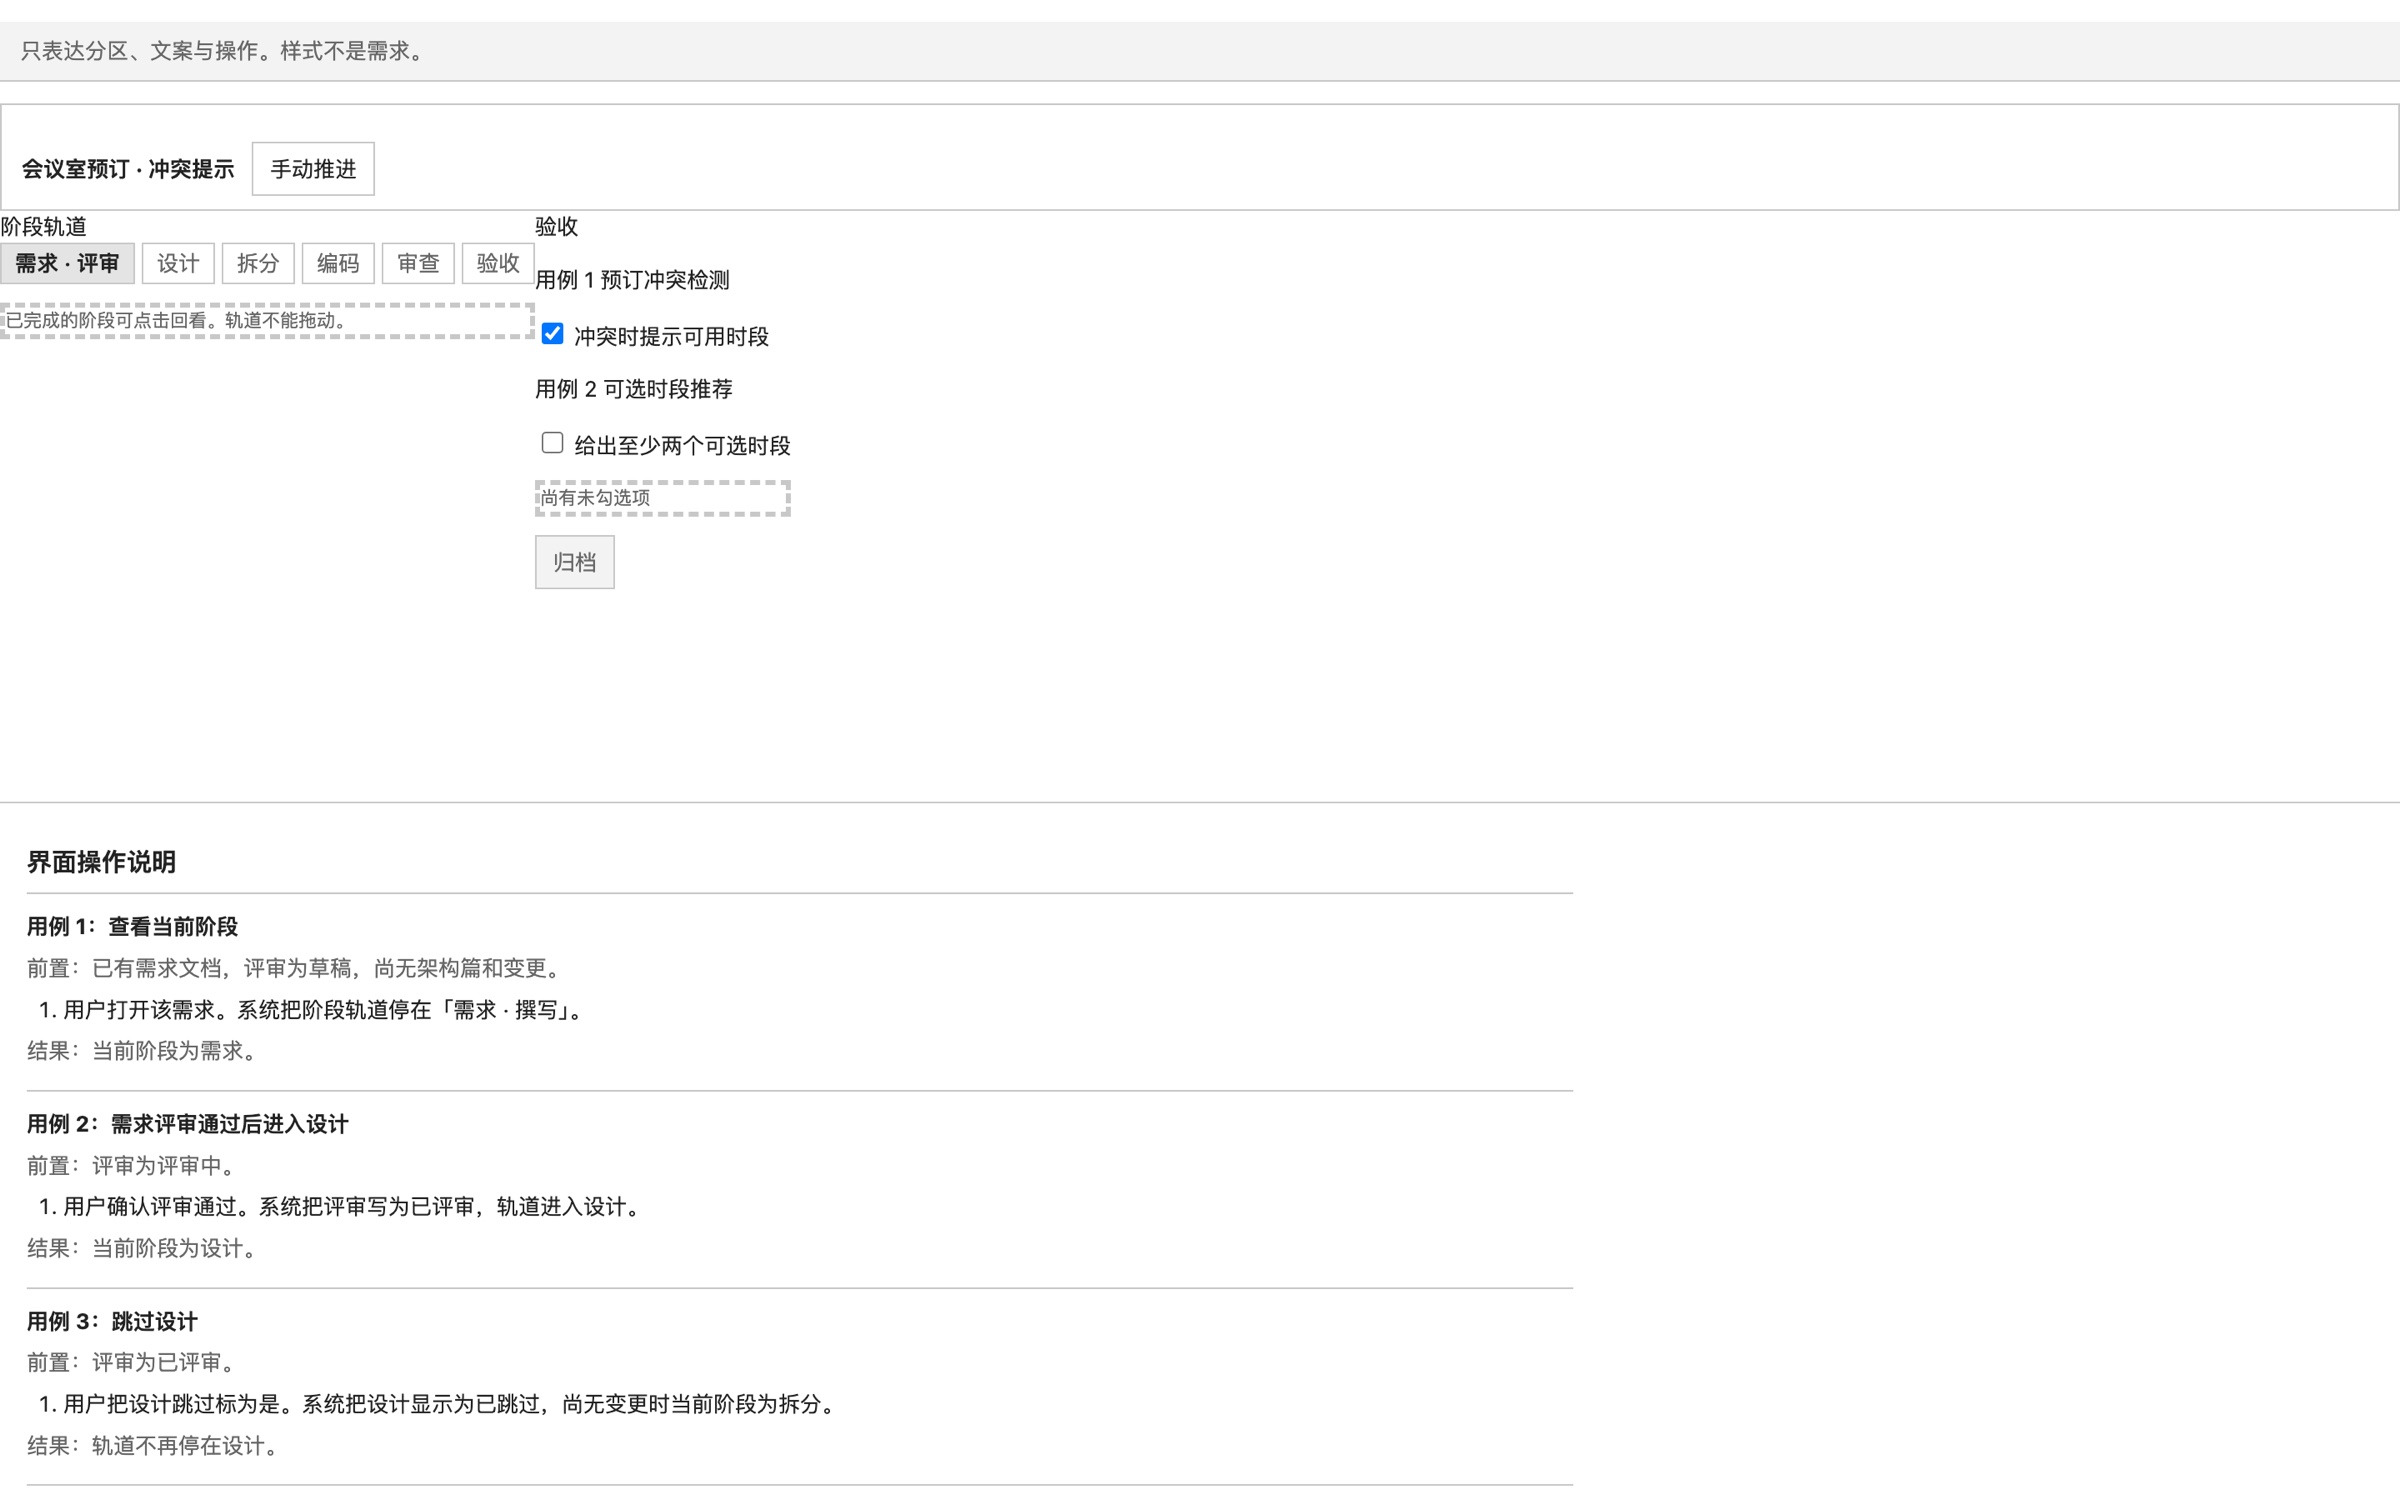 只表达分区、文案与操作。样式不是需求。
会议室预订 · 冲突提示
手动推进
阶段轨道
需求 · 评审
设计
拆分
编码
审查
验收
已完成的阶段可点击回看。轨道不能拖动。
验收
用例 1 预订冲突检测
冲突时提示可用时段
用例 2 可选时段推荐
给出至少两个可选时段
尚有未勾选项
归档
界面操作说明
用例 1：查看当前阶段
前置：已有需求文档，评审为草稿，尚无架构篇和变更。
1. 用户打开该需求。系统把阶段轨道停在「需求 · 撰写」。
结果：当前阶段为需求。
用例 2：需求评审通过后进入设计
前置：评审为评审中。
1. 用户确认评审通过。系统把评审写为已评审，轨道进入设计。
结果：当前阶段为设计。
用例 3：跳过设计
前置：评审为已评审。
1. 用户把设计跳过标为是。系统把设计显示为已跳过，尚无变更时当前阶段为拆分。
结果：轨道不再停在设计。